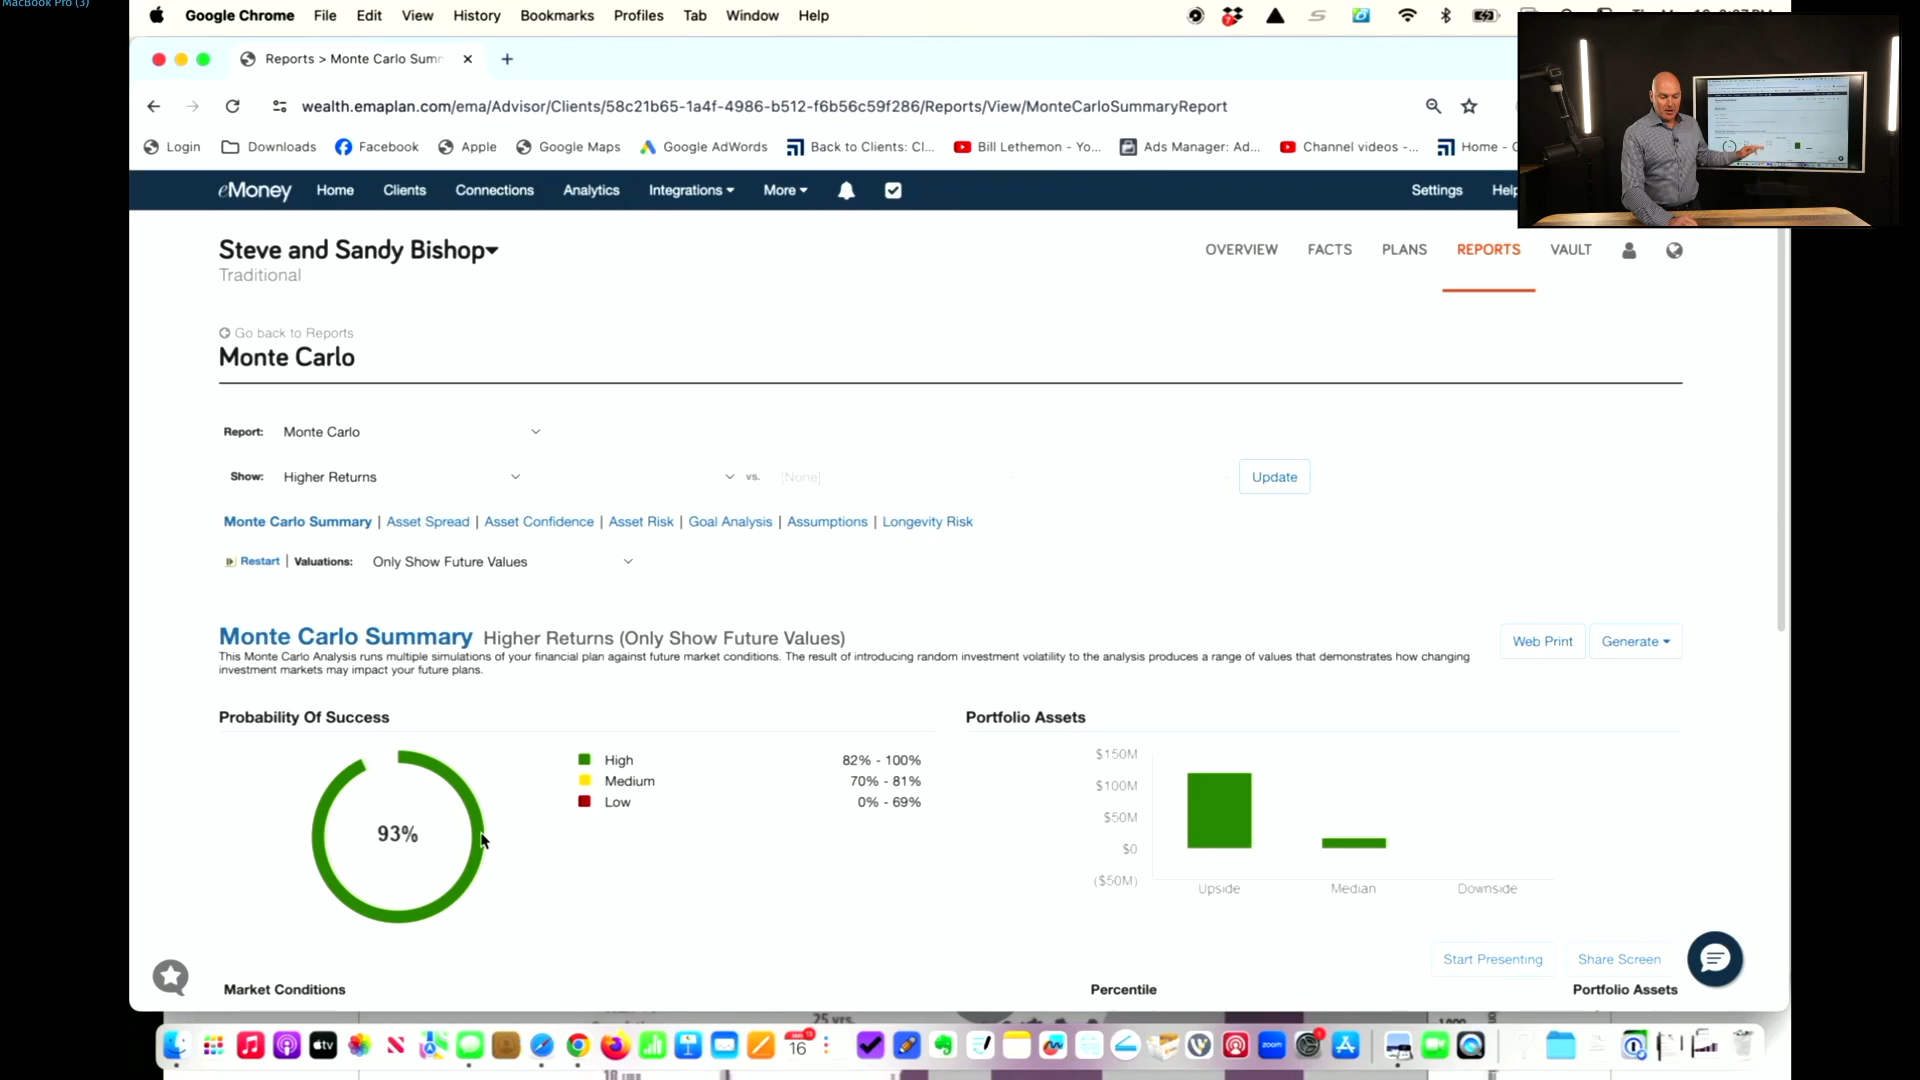 MacBook Pro (3)
Google Chrome File Edit View History Bookmarks Profiles Tab Window Help
Reports > Monte Carlo Sum
wealth.emaplan.com/ema/Advisor/Clients/58c21b65-1a4f-4986-b512-f6b56c59f286/Reports/View/MonteCarloSummaryReport
Login Downloads Facebook Apple Google Maps Google AdWords Back to Clients: Cl... Bill Lethemon - Yo... Ads Manager: Ad... Channel videos -... Home - C
eMoney Home Clients Connections Analytics Integrations More Settings Help
Steve and Sandy Bishop
Traditional
OVERVIEW FACTS PLANS REPORTS VAULT
Go back to Reports
Monte Carlo
Report: Monte Carlo
Show: Higher Returns vs. [None] Update
Monte Carlo Summary | Asset Spread | Asset Confidence | Asset Risk | Goal Analysis | Assumptions | Longevity Risk
Restart | Valuations: Only Show Future Values
Monte Carlo Summary Higher Returns (Only Show Future Values)
Web Print Generate
This Monte Carlo Analysis runs multiple simulations of your financial plan against future market conditions. The result of introducing random investment volatility to the analysis produces a range of values that demonstrates how changing
investment markets may impact your future plans.
Probability Of Success
93%
High 82% - 100%
Medium 70% - 81%
Low 0% - 69%
Portfolio Assets
$150M
$100M
$50M
$0
($50M)
Upside Median Downside
Start Presenting Share Screen
Market Conditions Percentile Portfolio Assets
25 yrs.
tv
16
zoom